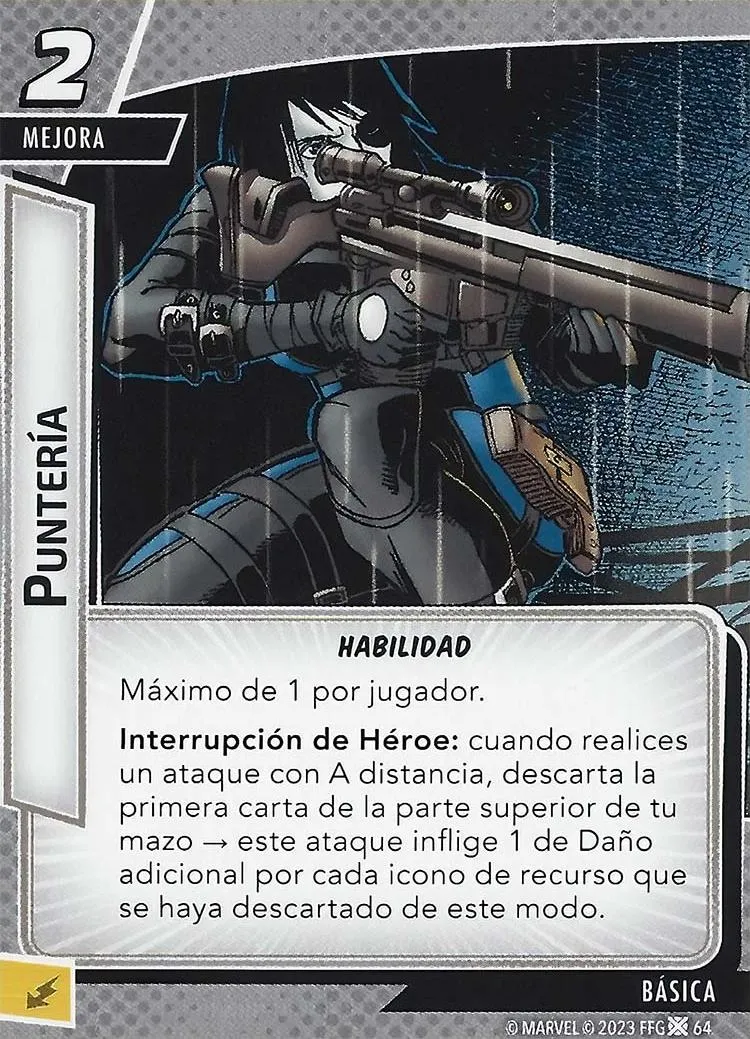 2
MEJORA
PUNTERÍA
HABILIDAD
Máximo de 1 por jugador.
Interrupción de Héroe: cuando realices
un ataque con A distancia, descarta la
primera carta de la parte superior de tu
mazo → este ataque inflige 1 de Daño
adicional por cada icono de recurso que
se haya descartado de este modo.
BÁSICA
© MARVEL © 2023 FFG 64